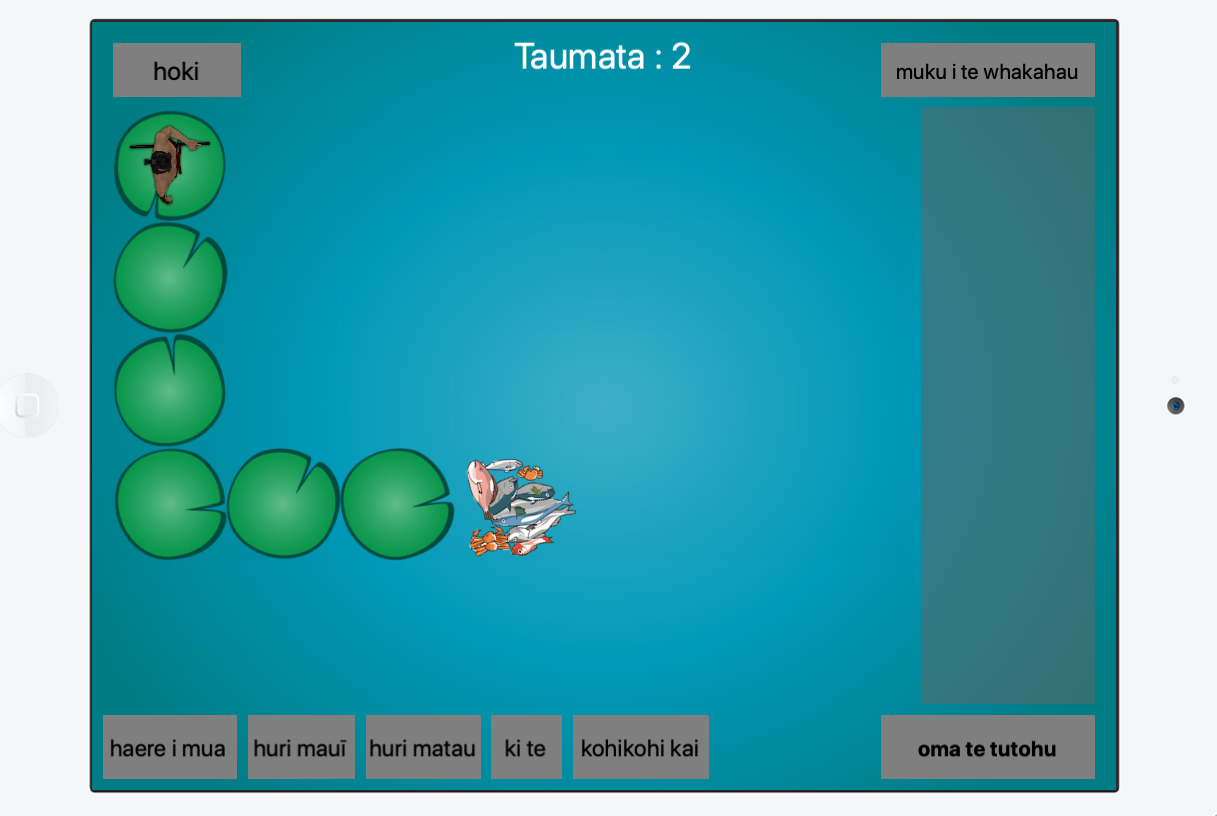 hoki
Taumata : 2
muku i te whakahau
haere i mua
huri mauī
huri matau
ki te
kohikohi kai
oma te tutohu